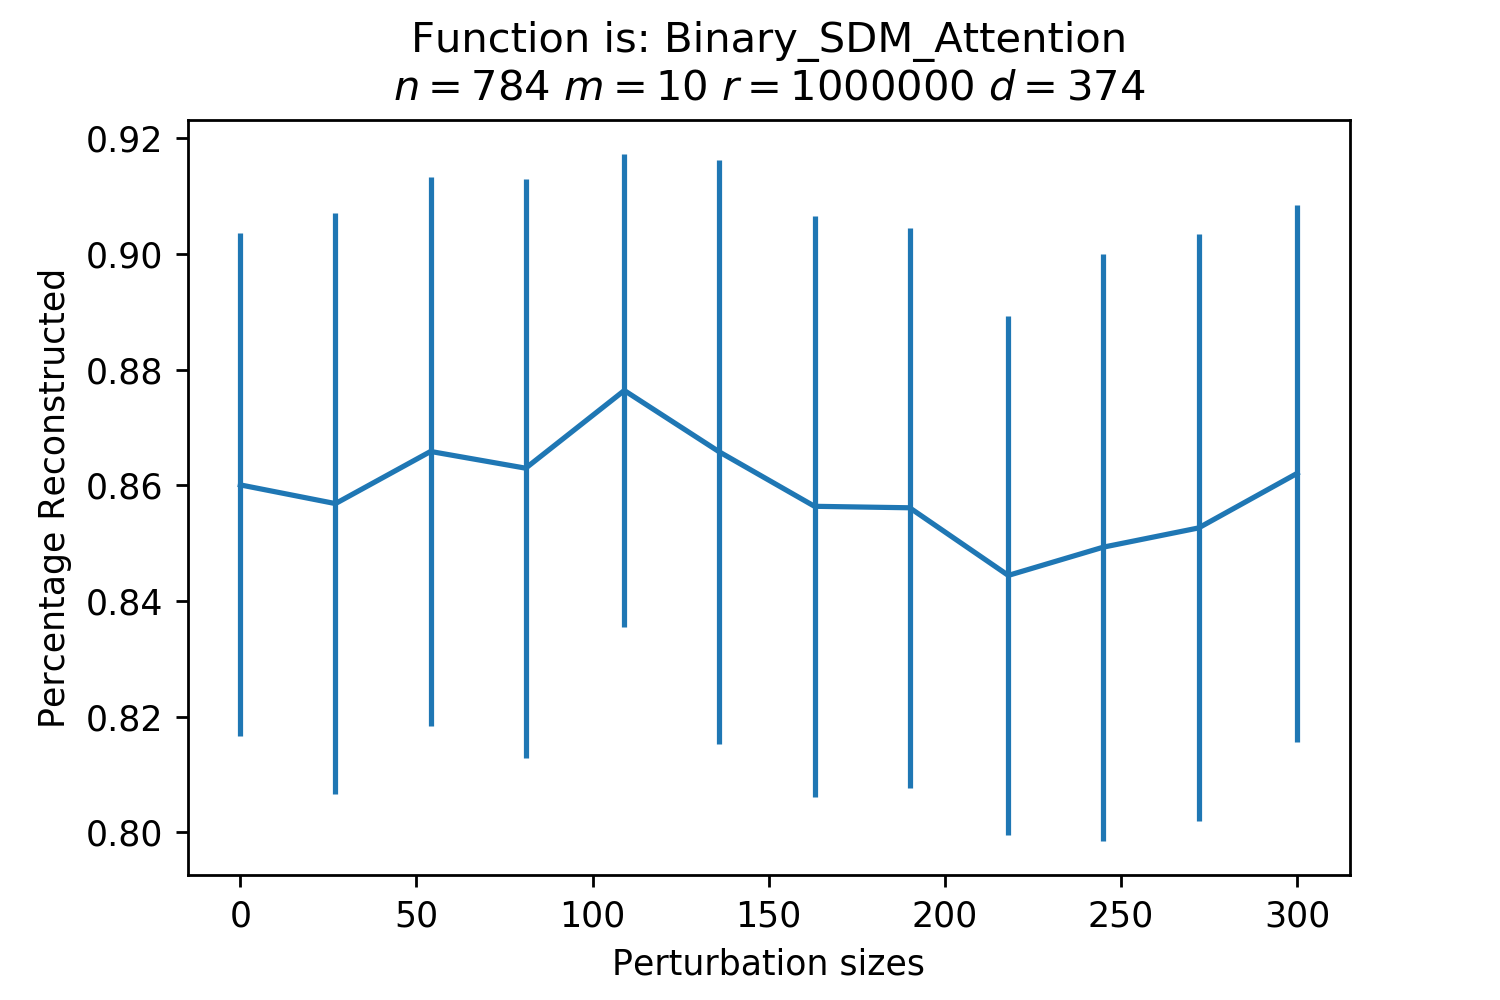 Function is: Binary_SDM_Attention
n = 784 m = 10 r = 1000000 d = 374
0.92
0.90
0.88
0.86
0.84
0.82
0.80
Percentage Reconstructed
0 50 100 150 200 250 300
Perturbation sizes